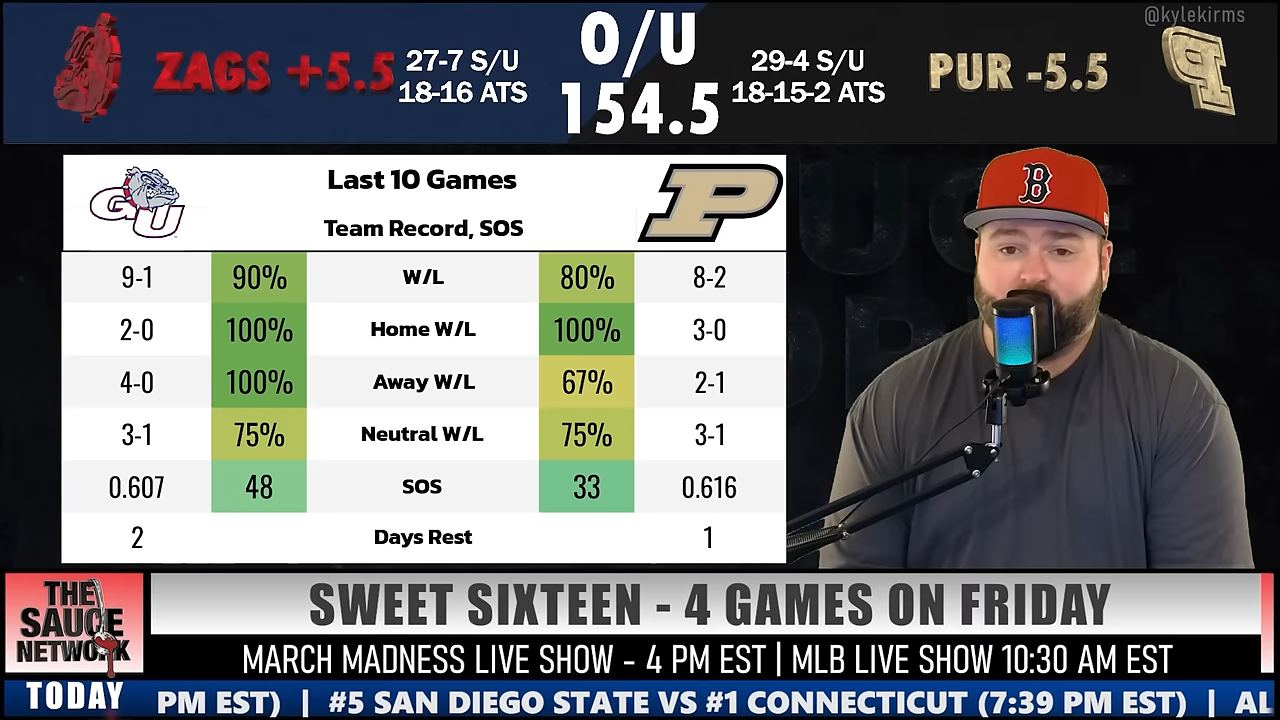 @kylekirms
ZAGS +5.5
27-7 S/U
18-16 ATS
O/U
154.5
29-4 S/U
18-15-2 ATS
PUR -5.5
P
GU
Last 10 Games
Team Record, SOS
P
9-1 90% W/L 80% 8-2
2-0 100% Home W/L 100% 3-0
4-0 100% Away W/L 67% 2-1
3-1 75% Neutral W/L 75% 3-1
0.607 48 SOS 33 0.616
2 Days Rest 1
B
THE
SAUCE
NETWORK
SWEET SIXTEEN - 4 GAMES ON FRIDAY
MARCH MADNESS LIVE SHOW - 4 PM EST | MLB LIVE SHOW 10:30 AM EST
TODAY
PM EST) | #5 SAN DIEGO STATE VS #1 CONNECTICUT (7:39 PM EST) | AL